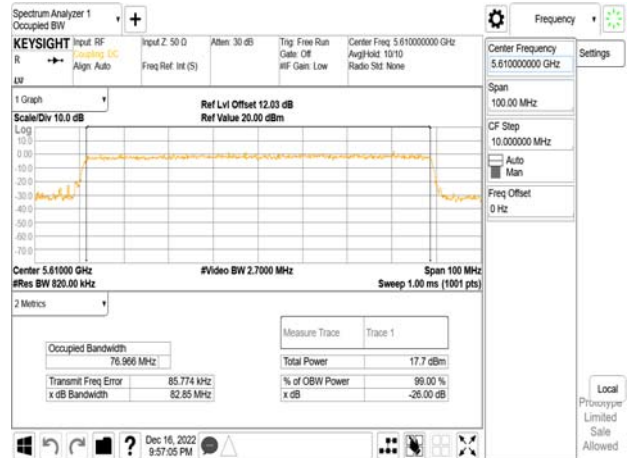 Spectrum Analyzer 1
Occupied BW
Frequency
KEYSIGHT Input: RF Input Z: 50 Ω Atten: 30 dB Trig: Free Run Center Freq: 5.610000000 GHz
R Coupling: DC Gate: Off Avg|Hold: 10/10
Align: Auto Freq Ref: Int (S) #IF Gain: Low Radio Std: None
LXI
Center Frequency
5.610000000 GHz
Settings
Span
100.00 MHz
CF Step
10.000000 MHz
Auto
Man
Freq Offset
0 Hz
1 Graph
Ref Lvl Offset 12.03 dB
Scale/Div 10.0 dB Ref Value 20.00 dBm
Log
10.0
0.00
-10.0
-20.0
-30.0
-40.0
-50.0
-60.0
-70.0
Center 5.61000 GHz #Video BW 2.7000 MHz Span 100 MHz
#Res BW 820.00 kHz Sweep 1.00 ms (1001 pts)
2 Metrics
Measure Trace Trace 1
Occupied Bandwidth
76.966 MHz
Total Power 17.7 dBm
Transmit Freq Error 85.774 kHz % of OBW Power 99.00 %
x dB Bandwidth 82.85 MHz x dB -26.00 dB
Local
Prototype
Limited
Sale
Allowed
? Dec 16, 2022
9:57:05 PM